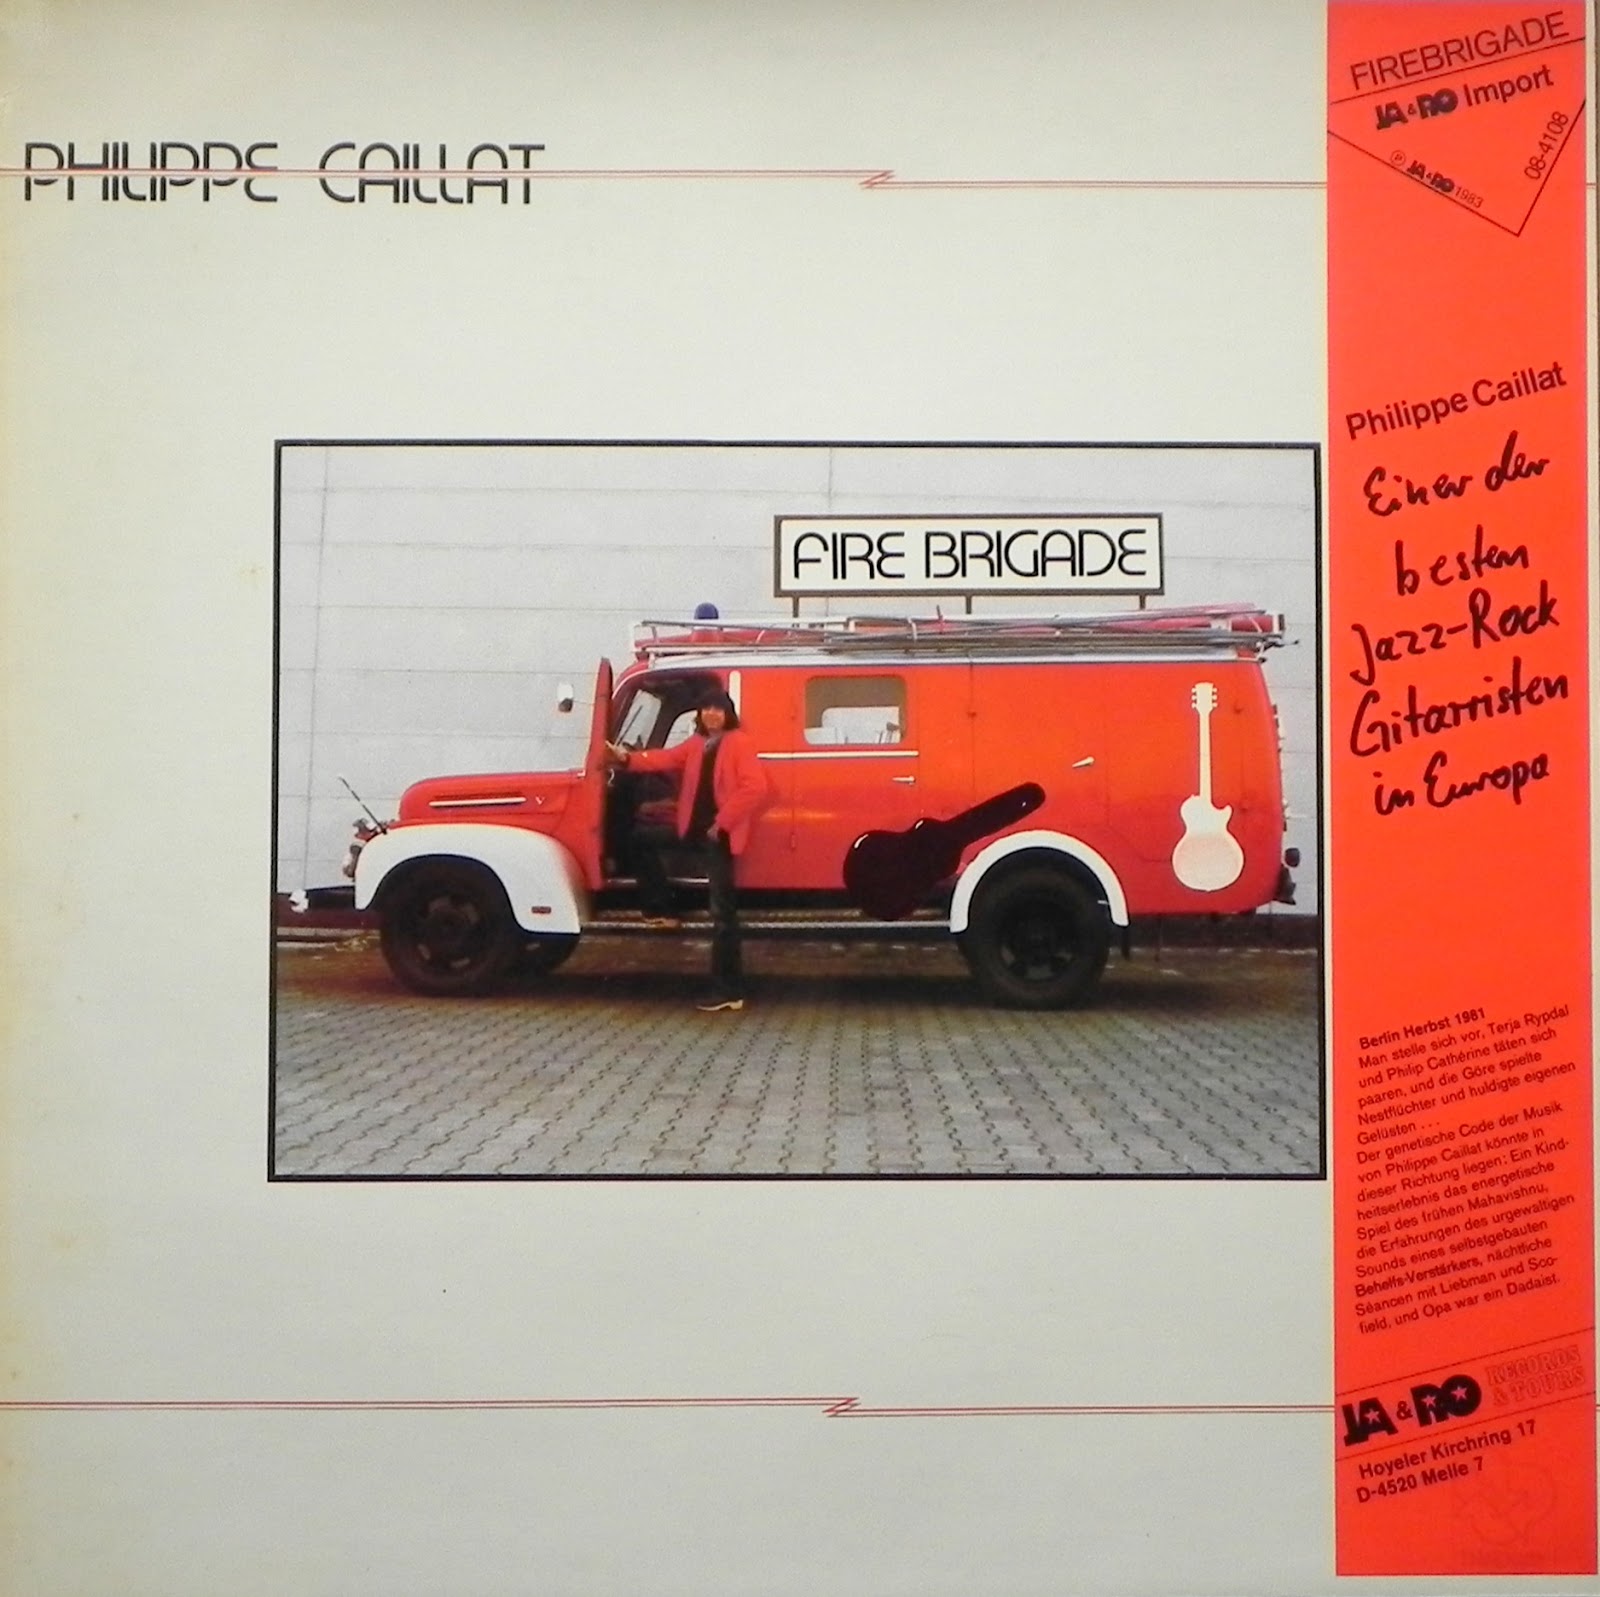 PHILIPPE CAILLAT
FIRE BRIGADE
FIREBRIGADE
JA & RO Import
08-4108
℗ JA & RO 1983
Philippe Caillat
Einer der
besten
Jazz-Rock
Gitarristen
in Europa
Berlin Herbst 1981
Man stelle sich vor, Terja Rypdal
und Philip Cathérine täten sich
paaren, und die Göre spielte
Nestflüchter und huldigte eigenen
Gelüsten . . .
Der genetische Code der Musik
von Philippe Caillat könnte in
dieser Richtung liegen: Ein Kind-
heitserlebnis das energetische
Spiel des frühen Mahavishnu,
die Erfahrungen des urgewaltigen
Sounds eines selbstgebauten
Behelfs-Verstärkers, nächtliche
Séancen mit Liebman und Sco-
field, und Opa war ein Dadaist.
JA & RO RECORDS
& TOURS
Hoyeler Kirchring 17
D-4520 Melle 7